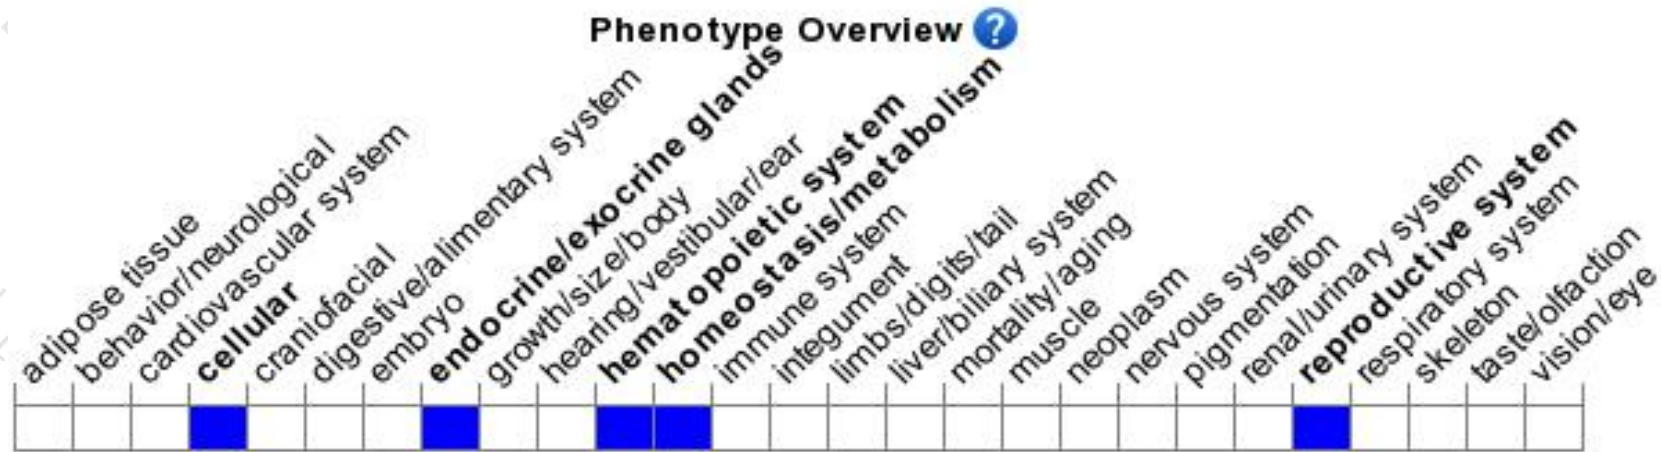 Phenotype Overview ?
adipose tissue
behavior/neurological
cardiovascular system
cellular
craniofacial
digestive/alimentary system
embryo
endocrine/exocrine glands
growth/size/body
hearing/vestibular/ear
hematopoietic system
homeostasis/metabolism
immune system
integument
limbs/digits/tail
liver/biliary system
mortality/aging
muscle
neoplasm
nervous system
pigmentation
renal/urinary system
reproductive system
respiratory system
skeleton
taste/olfaction
vision/eye